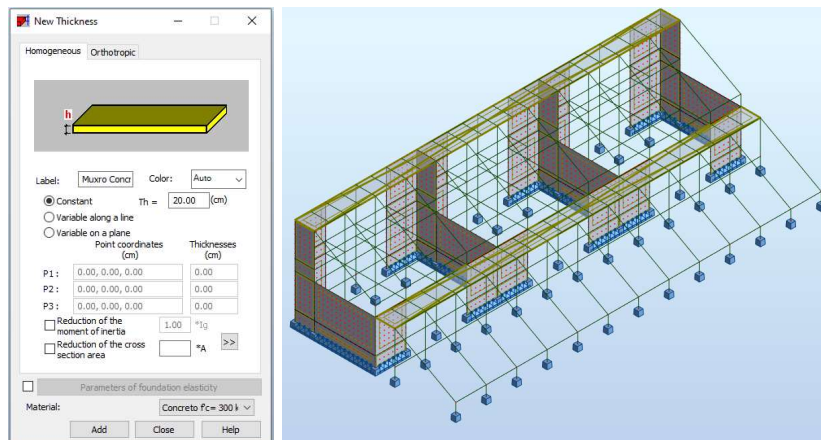 New Thickness
Homogeneous Orthotropic
h
Label: Muxro Concr Color: Auto
Constant Th = 20.00 (cm)
Variable along a line
Variable on a plane
Point coordinates Thicknesses
(cm) (cm)
P1 : 0.00, 0.00, 0.00 0.00
P2 : 0.00, 0.00, 0.00 0.00
P3 : 0.00, 0.00, 0.00 0.00
Reduction of the
moment of inertia 1.00 *Ig
Reduction of the cross
section area *A >>
Parameters of foundation elasticity
Material: Concreto f'c= 300 k
Add Close Help